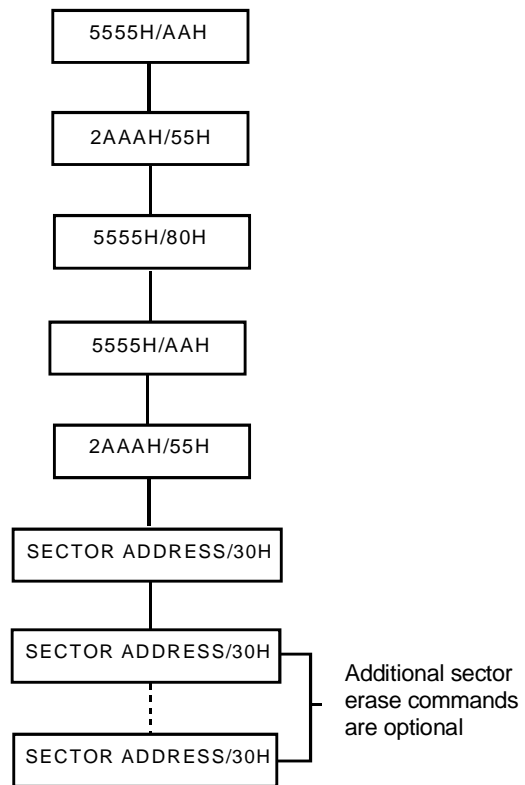 5555H/AAH
2AAAH/55H
5555H/80H
5555H/AAH
2AAAH/55H
SECTOR ADDRESS/30H
SECTOR ADDRESS/30H
Additional sector
erase commands
are optional
SECTOR ADDRESS/30H